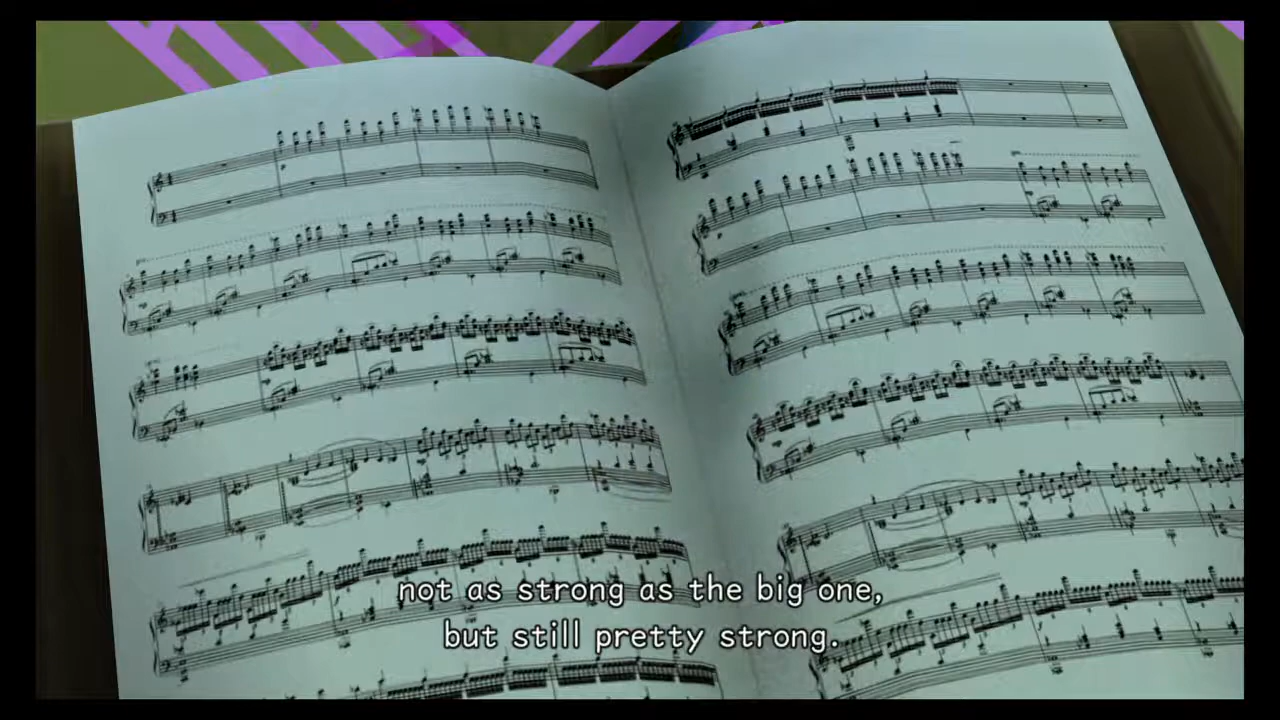 not as strong as the big one,
but still pretty strong.